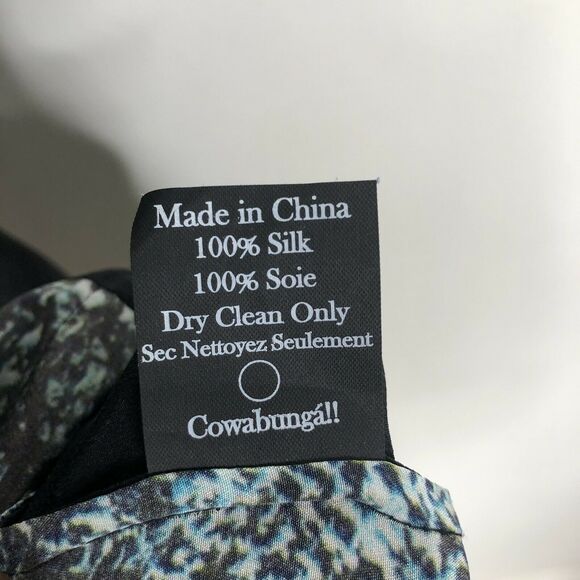 Made in China
100% Silk
100% Soie
Dry Clean Only
Sec Nettoyez Seulement
Cowabungá!!